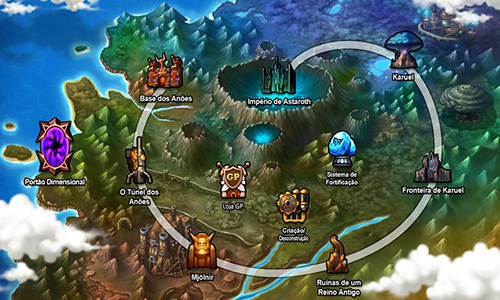 Karuel
Base dos Anões
Império de Astaroth
Portão Dimensional
O Túnel dos
Anões
GP
Loja GP
Sistema de
Fortificação
Fronteira de Karuel
Criação/
Desconstrução
Mjölnir
Ruínas de um
Reino Antigo